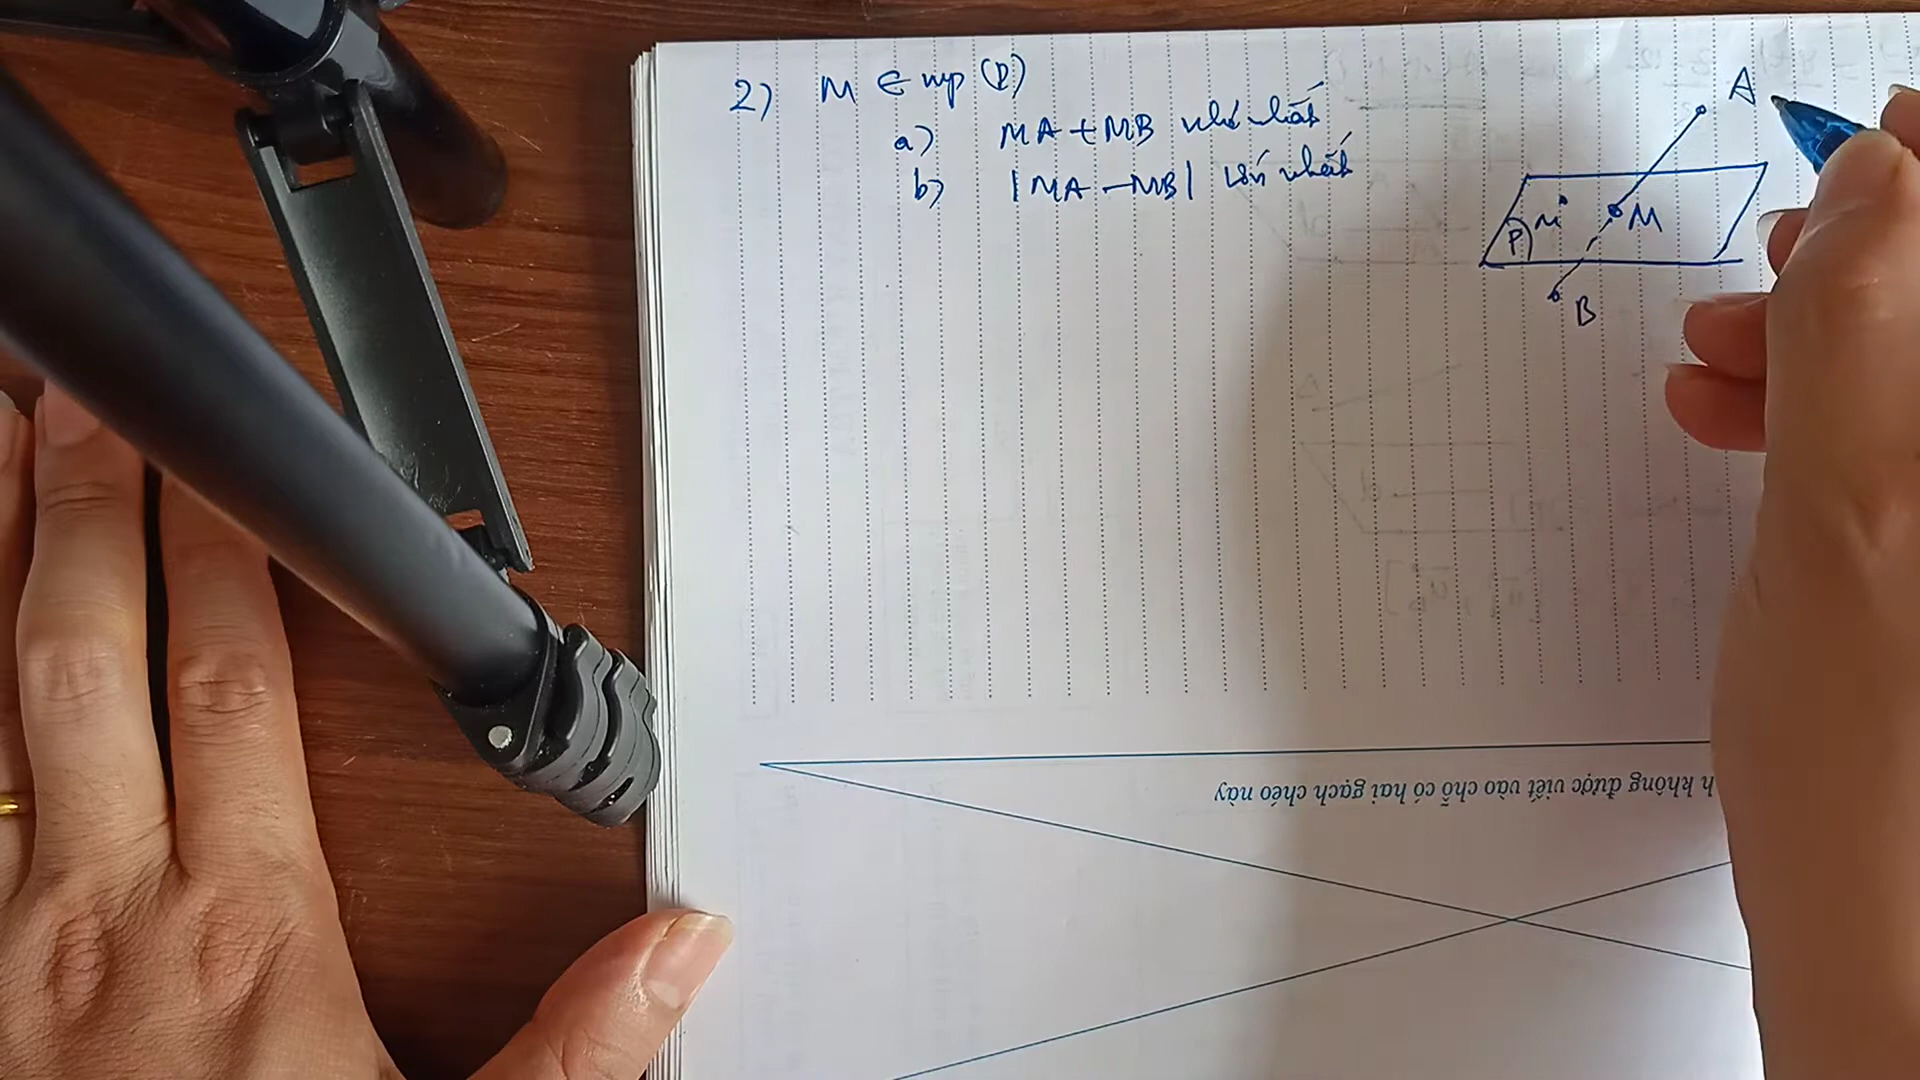 2) M ∈ mp (P)
a) MA + MB nhỏ nhất
b) |MA - MB| lớn nhất
A
M
M
P
B
h không được viết vào chỗ có hai gạch chéo này